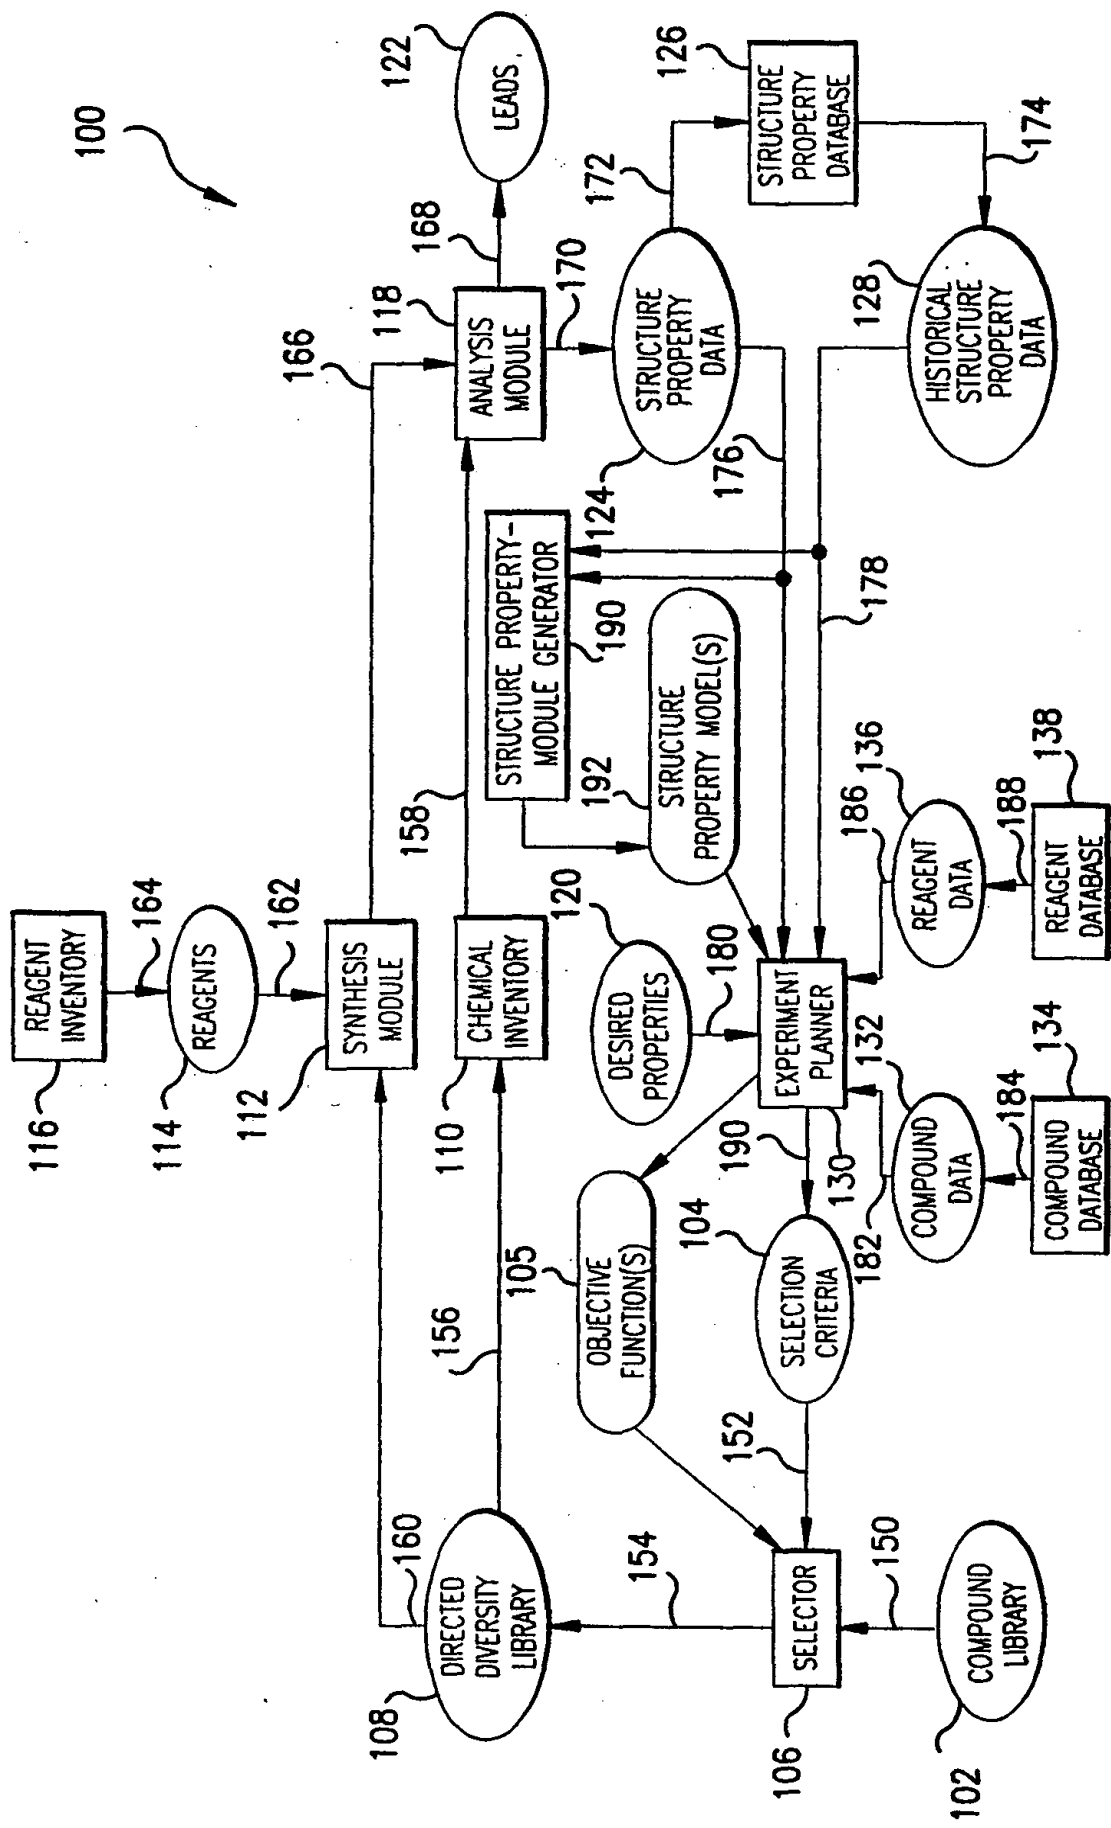 100
116
REAGENT
INVENTORY
164
114
REAGENTS
162
112
SYNTHESIS
MODULE
166
108
DIRECTED
DIVERSITY
LIBRARY
160
156
110
CHEMICAL
INVENTORY
158
118
ANALYSIS
MODULE
168
122
LEADS
170
STRUCTURE PROPERTY-
MODULE GENERATOR
190
124
STRUCTURE
PROPERTY
DATA
172
126
STRUCTURE
PROPERTY
DATABASE
174
128
HISTORICAL
STRUCTURE
PROPERTY
DATA
176
178
192
STRUCTURE
PROPERTY MODEL(S)
120
DESIRED
PROPERTIES
180
105
OBJECTIVE
FUNCTION(S)
154
106
SELECTOR
152
104
SELECTION
CRITERIA
190
130
EXPERIMENT
PLANNER
150
102
COMPOUND
LIBRARY
182
132
COMPOUND
DATA
184
134
COMPOUND
DATABASE
186
136
REAGENT
DATA
188
138
REAGENT
DATABASE